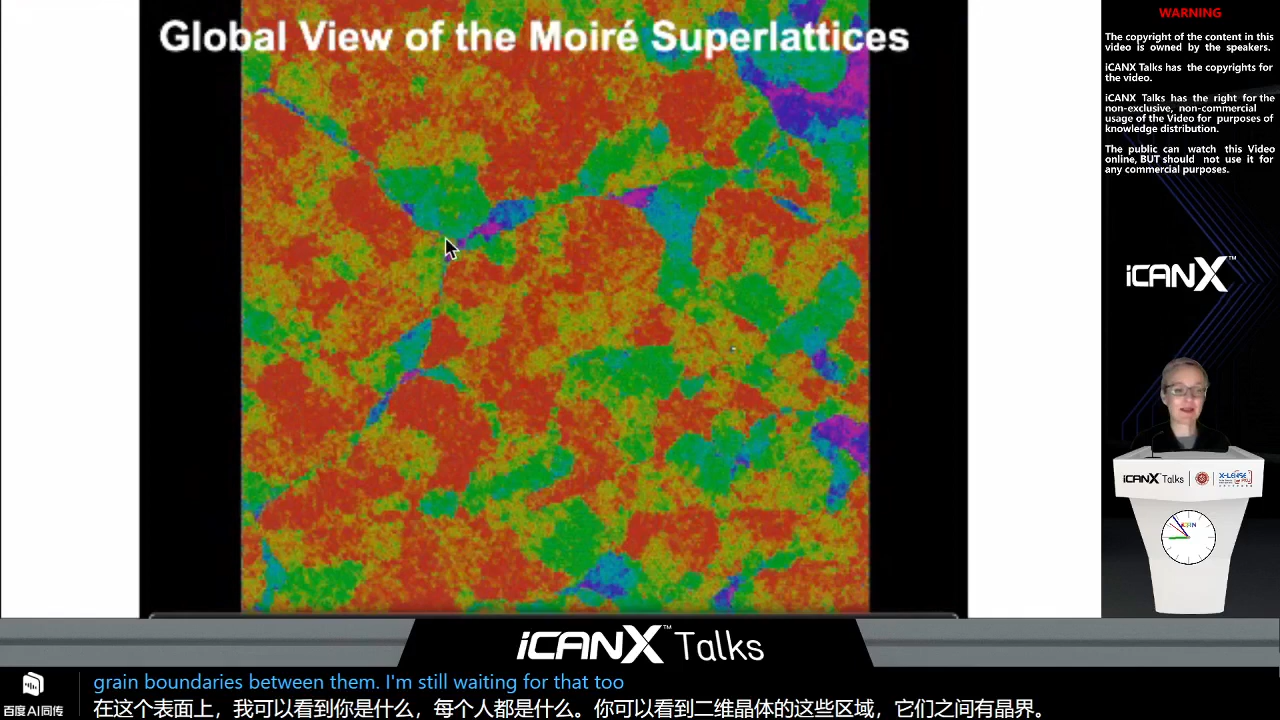 Global View of the Moiré Superlattices
WARNING
The copyright of the content in this
video is owned by the speakers.
iCANX Talks has the copyrights for
the video.
iCANX Talks has the right for the
non-exclusive, non-commercial
usage of the Video for purposes of
knowledge distribution.
The public can watch this Video
online, BUT should not use it for
any commercial purposes.
iCANX™
iCANX Talks
iCANX™ Talks
grain boundaries between them. I'm still waiting for that too
百度AI同传
在这个表面上，我可以看到你是什么，每个人都是什么。你可以看到二维晶体的这些区域，它们之间有晶界。